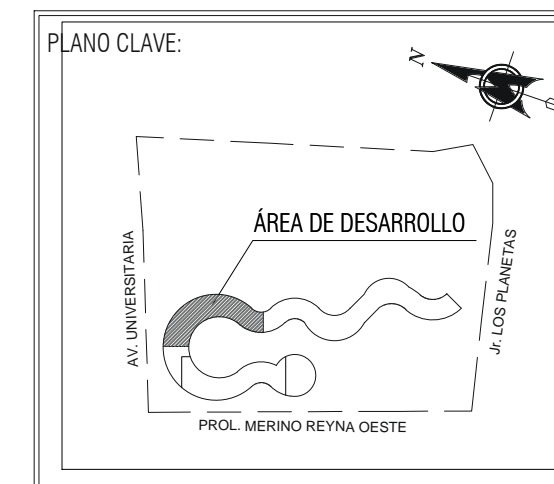 PLANO CLAVE:
N
ÁREA DE DESARROLLO
AV. UNIVERSITARIA
Jr. LOS PLANETAS
PROL. MERINO REYNA OESTE